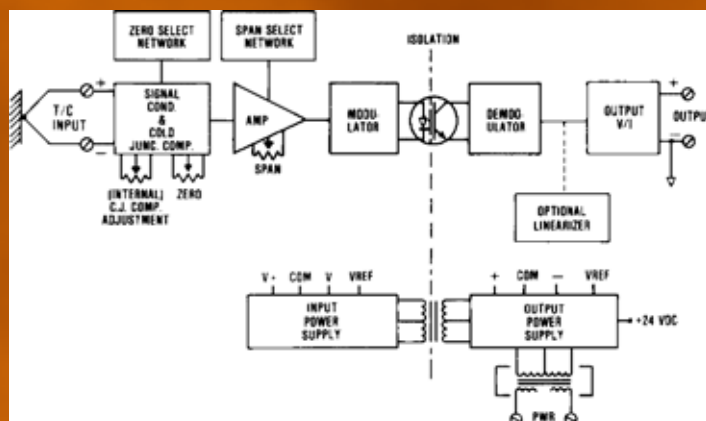 ZERO SELECT
NETWORK
SPAN SELECT
NETWORK
ISOLATION
+
T/C
INPUT
−
SIGNAL
COND.
&
COLD
JUNC. COMP.
AMP
MODU-
LATOR
DEMOD-
ULATOR
OUTPUT
V/I
+
OUTPUT
−
(INTERNAL)
C.J. COMP.
ADJUSTMENT
ZERO
SPAN
OPTIONAL
LINEARIZER
V+ COM V VREF
INPUT
POWER
SUPPLY
+ COM − VREF
OUTPUT
POWER
SUPPLY
+24 VDC
PWR